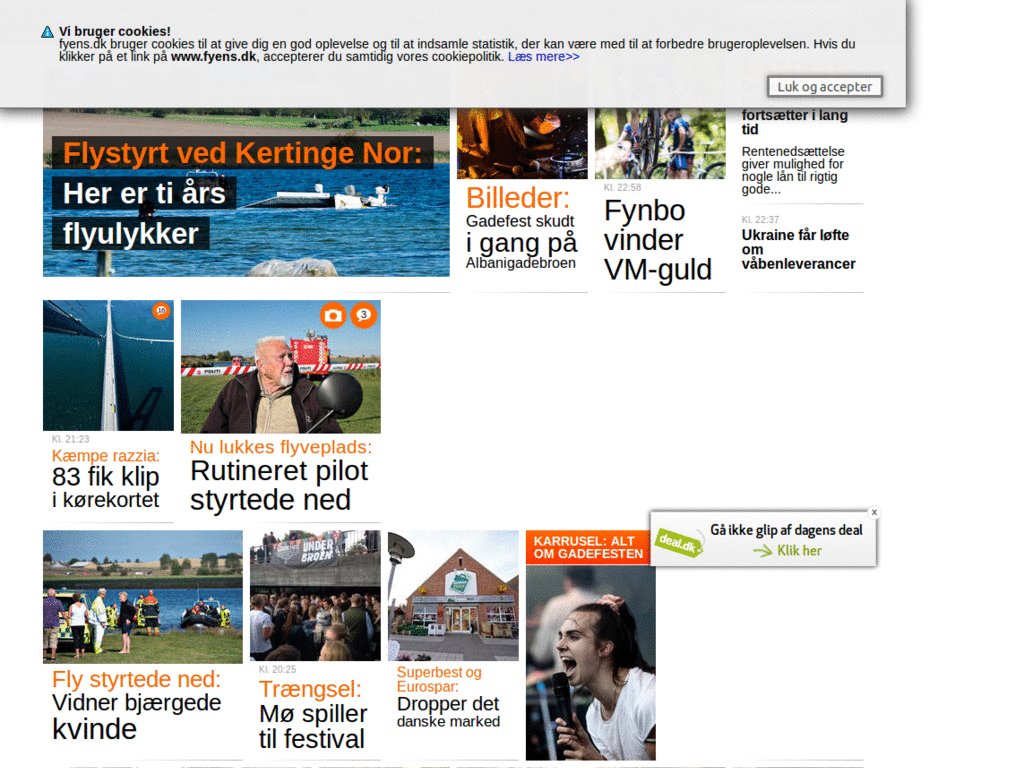 Vi bruger cookies!
fyens.dk bruger cookies til at give dig en god oplevelse og til at indsamle statistik, der kan være med til at forbedre brugeroplevelsen. Hvis du
klikker på et link på www.fyens.dk, accepterer du samtidig vores cookiepolitik. Læs mere>>
Luk og accepter
Flystyrt ved Kertinge Nor:
Her er ti års
flyulykker
Billeder:
Gadefest skudt
i gang på
Albanigadebroen
Kl. 22:58
Fynbo
vinder
VM-guld
fortsætter i lang
tid
Rentenedsættelse
giver mulighed for
nogle lån til rigtig
gode...
Kl. 22:37
Ukraine får løfte
om
våbenleverancer
Kl. 21:23
Kæmpe razzia:
83 fik klip
i kørekortet
3
POLITI
Nu lukkes flyveplads:
Rutineret pilot
styrtede ned
Fly styrtede ned:
Vidner bjærgede
kvinde
UNDER
BROEN
Kl. 20:25
Trængsel:
Mø spiller
til festival
Superbest og
Eurospar:
Dropper det
danske marked
KARRUSEL: ALT
OM GADEFESTEN
x
deal.dk
Gå ikke glip af dagens deal
Klik her